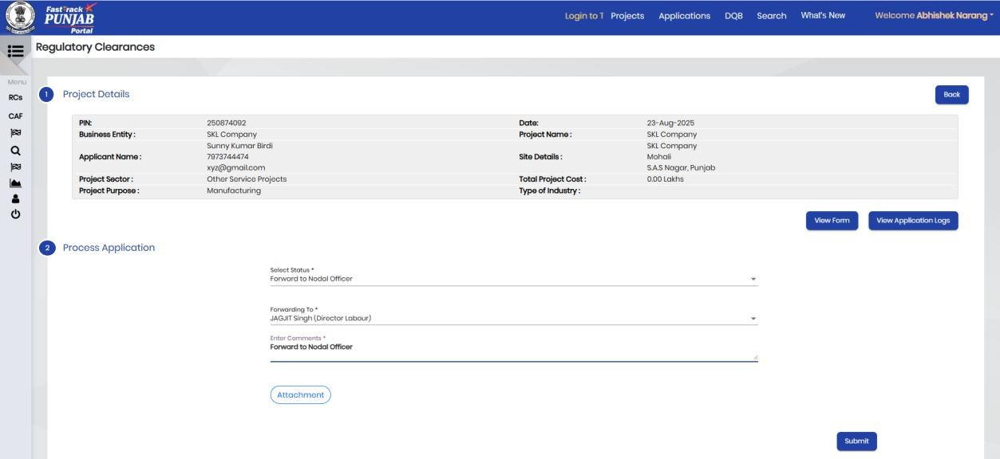 FastTrack
PUNJAB
Portal
Login to T Projects Applications DQB Search What's New Welcome Abhishek Narang
Regulatory Clearances
Menu
RCs
CAF
1 Project Details
Back
PIN: 250874092 Date: 23-Aug-2025
Business Entity : SKL Company Project Name : SKL Company
Sunny Kumar Birdi SKL Company
Applicant Name : 7973744474 Site Details : Mohali
xyz@gmail.com S.A.S Nagar, Punjab
Project Sector : Other Service Projects Total Project Cost : 0.00 Lakhs
Project Purpose : Manufacturing Type of Industry :
View Form View Application Logs
2 Process Application
Select Status *
Forward to Nodal Officer
Forwarding To *
JAGJIT Singh (Director Labour)
Enter Comments *
Forward to Nodal Officer
Attachment
Submit